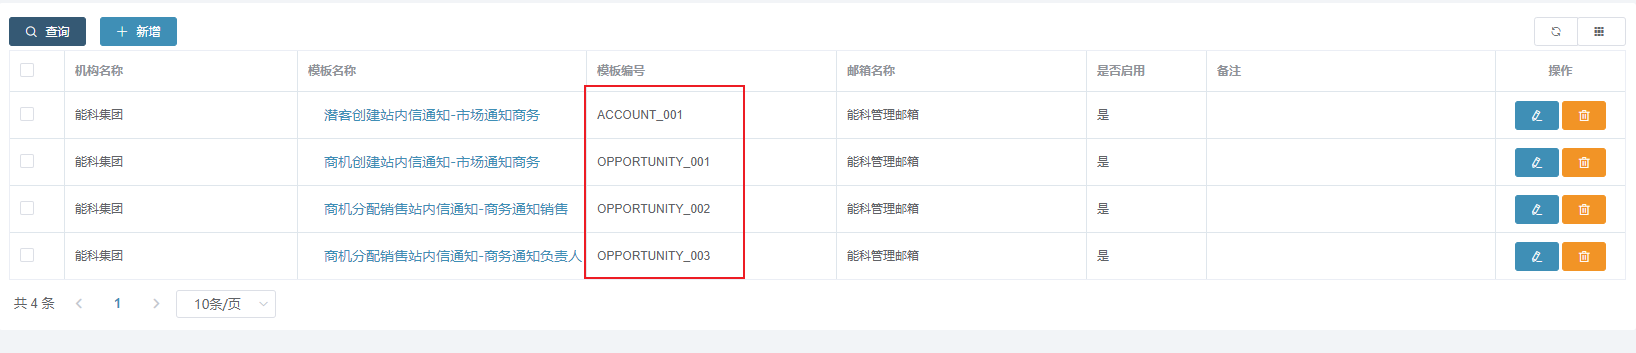 查询 新增
机构名称 模板名称 模板编号 邮箱名称 是否启用 备注 操作
能科集团 潜客创建站内信通知-市场通知商务 ACCOUNT_001 能科管理邮箱 是
能科集团 商机创建站内信通知-市场通知商务 OPPORTUNITY_001 能科管理邮箱 是
能科集团 商机分配销售站内信通知-商务通知销售 OPPORTUNITY_002 能科管理邮箱 是
能科集团 商机分配销售站内信通知-商务通知负责人 OPPORTUNITY_003 能科管理邮箱 是
共 4 条 1 10条/页